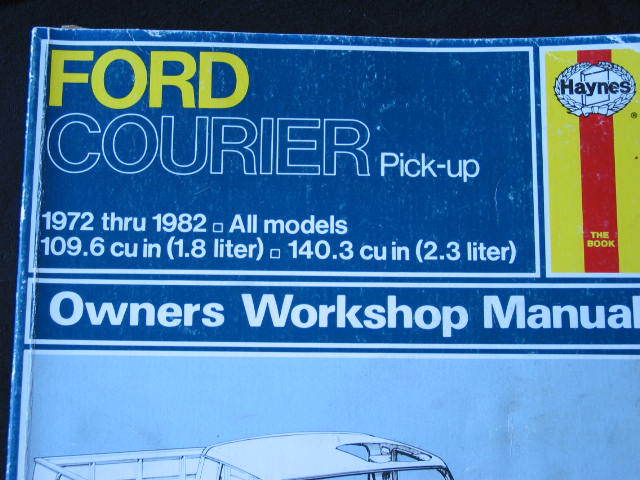 FORD
COURIER Pick-up
1972 thru 1982 □ All models
109.6 cu in (1.8 liter) □ 140.3 cu in (2.3 liter)
Haynes
®
THE
BOOK
Owners Workshop Manual